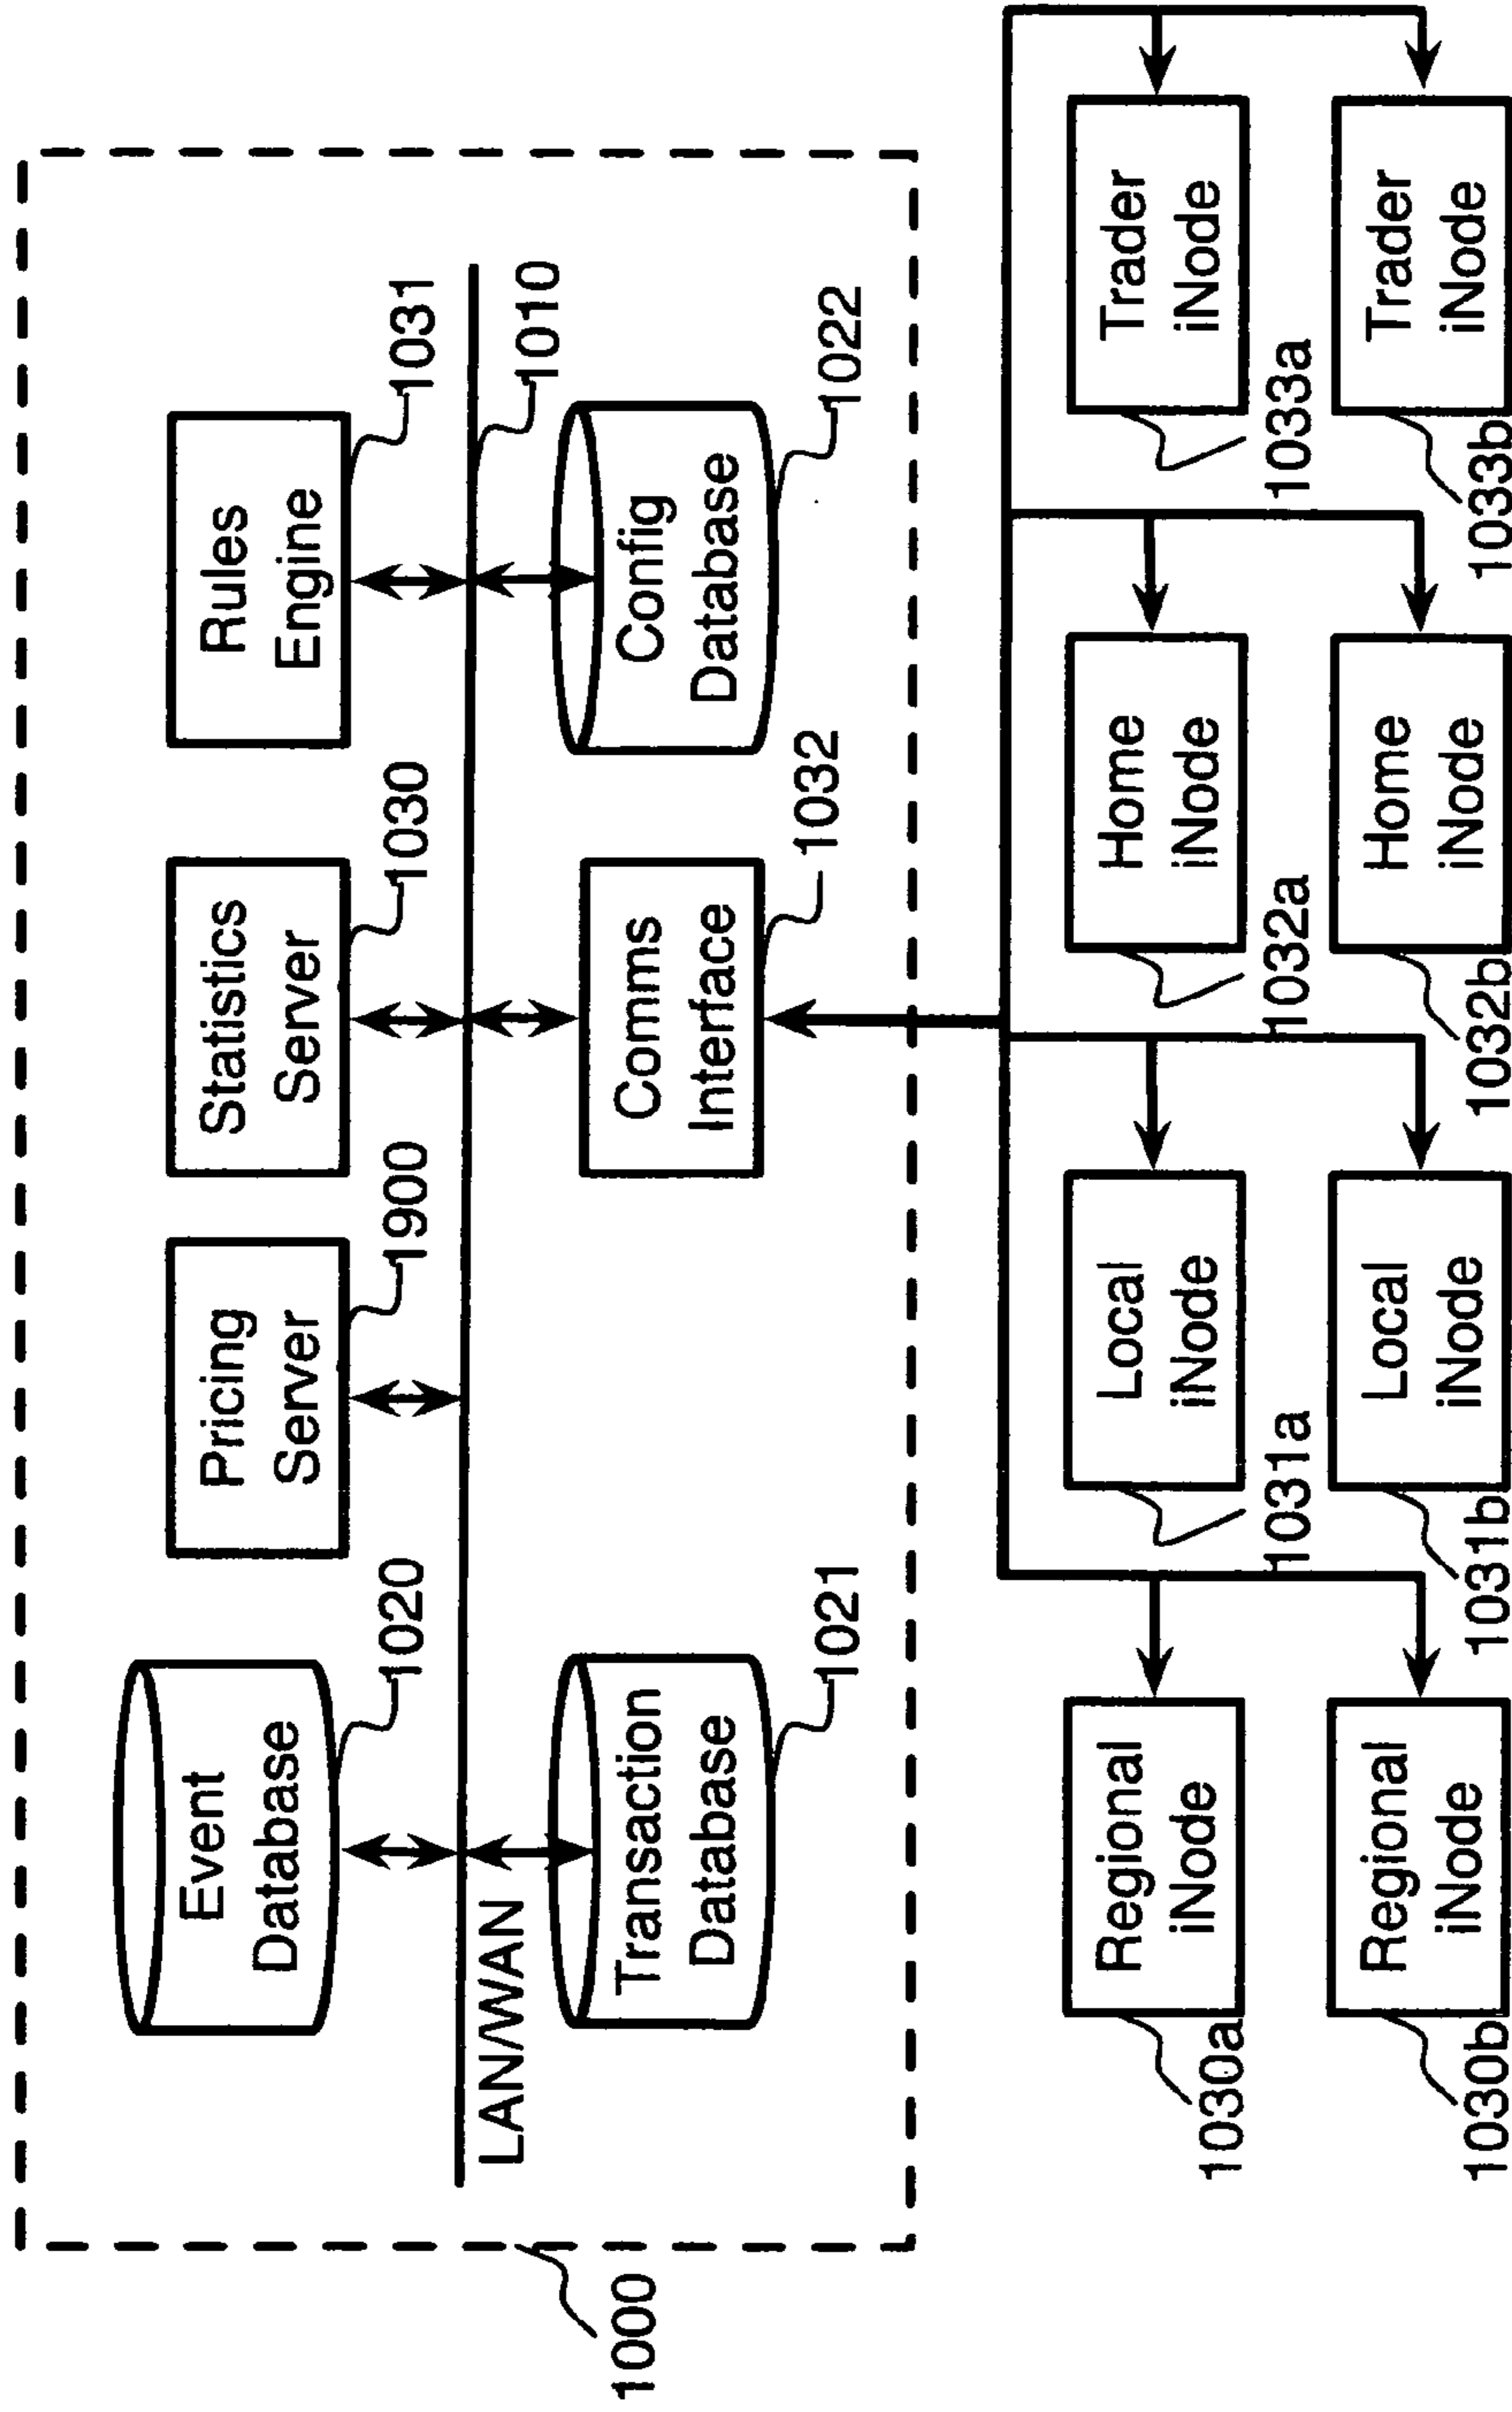 Event
Database
1020
Pricing
Server
1900
Statistics
Server
1030
Rules
Engine
1031
LAN/WAN
1010
Transaction
Database
1021
Comms
Interface
1032
Config
Database
1022
1000
Regional
iNode
1030a
Local
iNode
1031a
Home
iNode
1032a
Trader
iNode
1033a
Regional
iNode
1030b
Local
iNode
1031b
Home
iNode
1032b
Trader
iNode
1033b